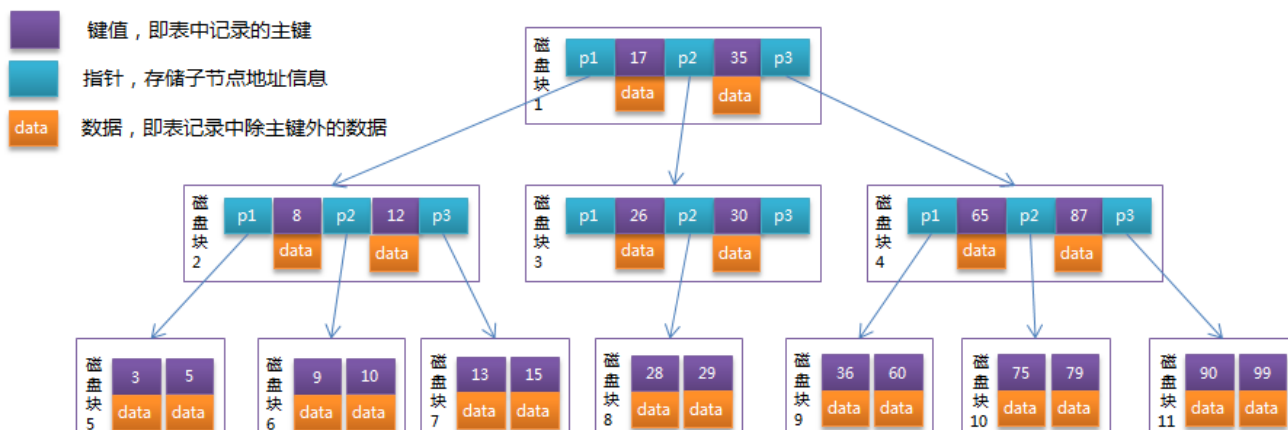 键值，即表中记录的主键
指针，存储子节点地址信息
data 数据，即表记录中除主键外的数据
磁盘块1
p1 17 p2 35 p3
data data
磁盘块2
p1 8 p2 12 p3
data data
磁盘块3
p1 26 p2 30 p3
data data
磁盘块4
p1 65 p2 87 p3
data data
磁盘块5
3 5
data data
磁盘块6
9 10
data data
磁盘块7
13 15
data data
磁盘块8
28 29
data data
磁盘块9
36 60
data data
磁盘块10
75 79
data data
磁盘块11
90 99
data data